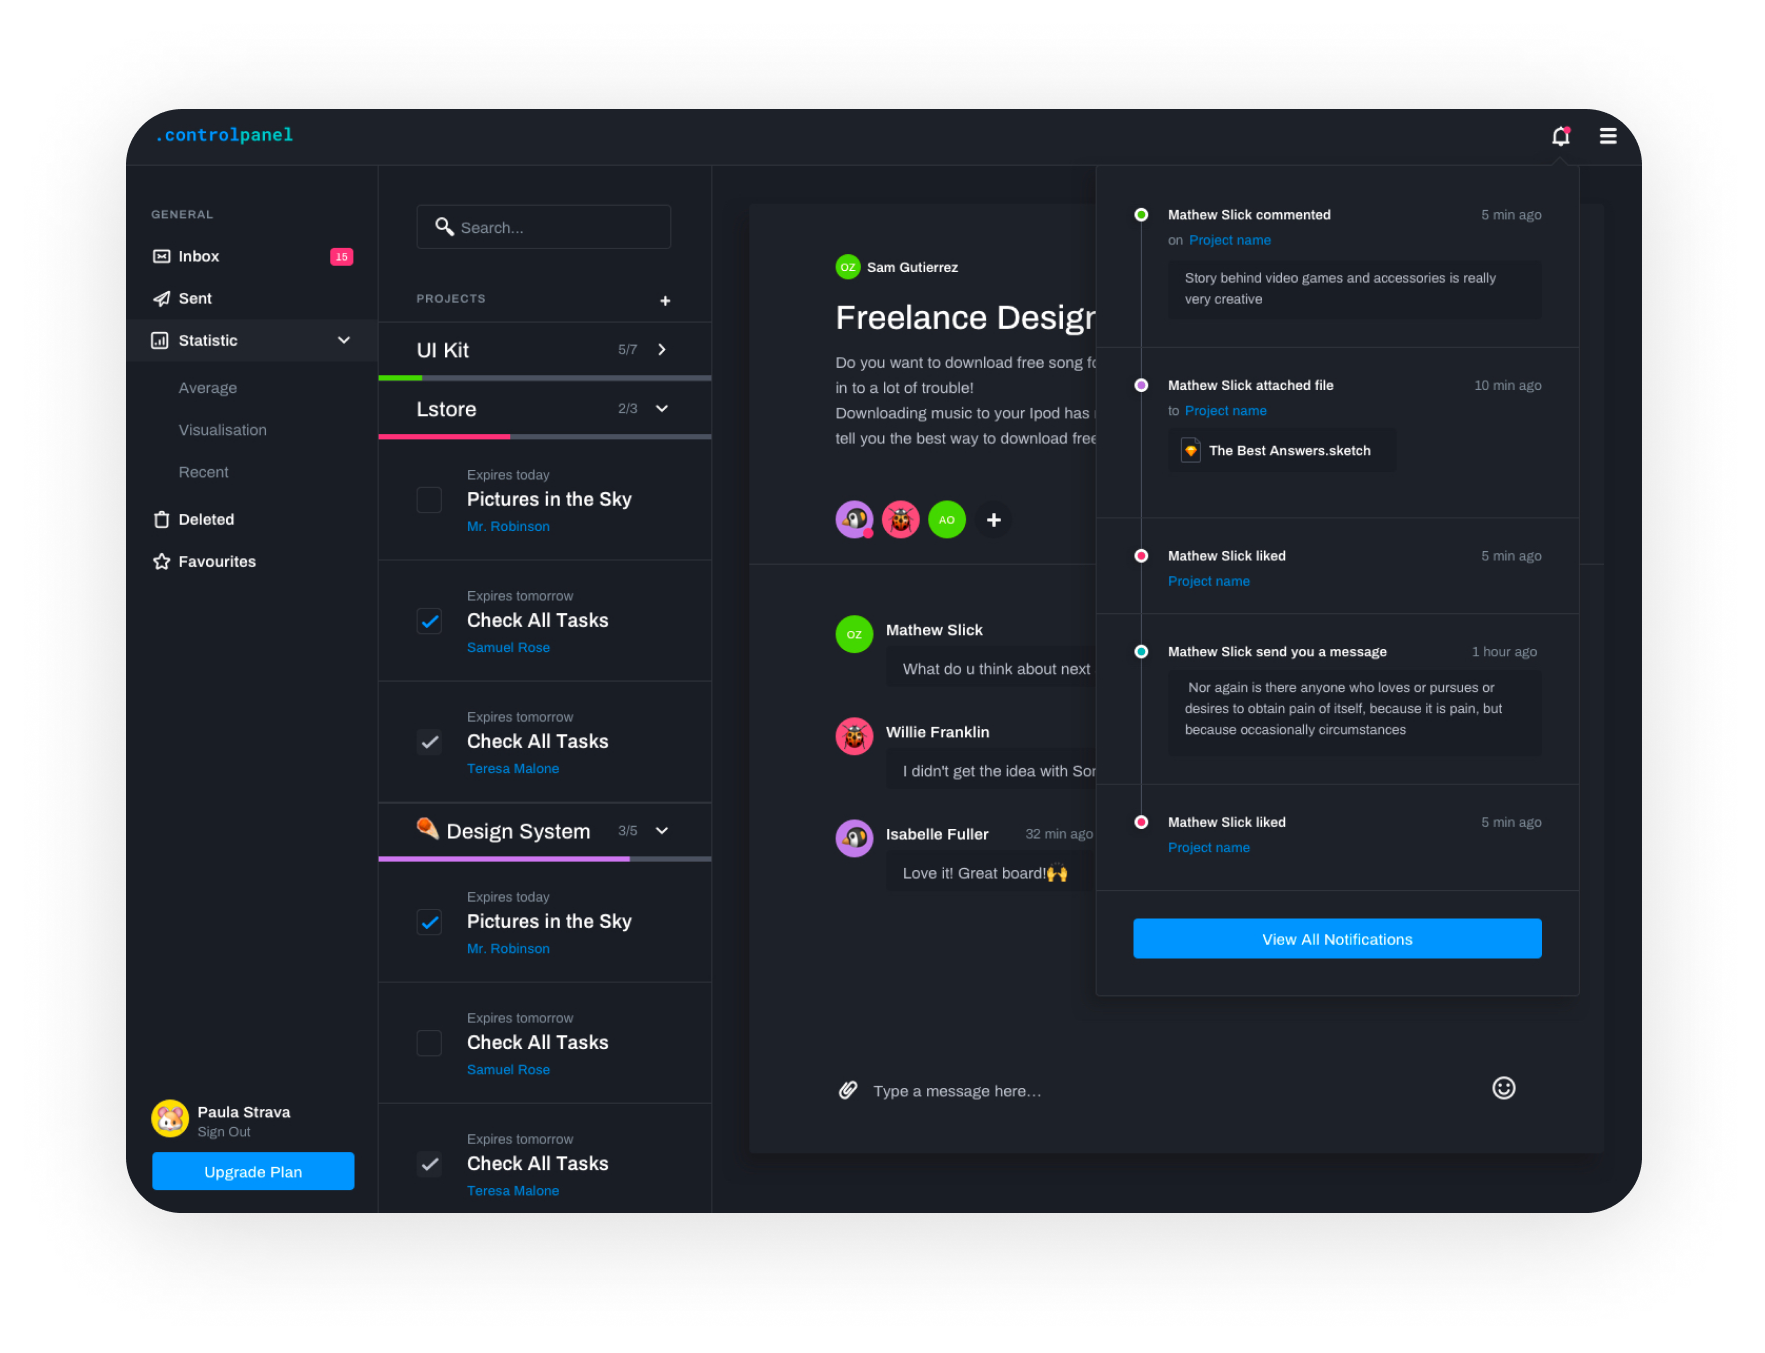 .controlpanel
GENERAL
Inbox
15
Sent
Statistic
Average
Visualisation
Recent
Deleted
Favourites
Paula Strava
Sign Out
Upgrade Plan
Search...
PROJECTS
+
UI Kit 5/7
Lstore 2/3
Expires today
Pictures in the Sky
Mr. Robinson
Expires tomorrow
Check All Tasks
Samuel Rose
Expires tomorrow
Check All Tasks
Teresa Malone
Design System 3/5
Expires today
Pictures in the Sky
Mr. Robinson
Expires tomorrow
Check All Tasks
Samuel Rose
Expires tomorrow
Check All Tasks
Teresa Malone
OZ Sam Gutierrez
Freelance Design
Do you want to download free song
in to a lot of trouble!
Downloading music to your Ipod has
tell you the best way to download free
AO
+
OZ
Mathew Slick
What do u think about next
Willie Franklin
I didn't get the idea with
Isabelle Fuller 32 min ago
Love it! Great board!🙌
Type a message here...
Mathew Slick commented 5 min ago
on Project name
Story behind video games and accessories is really
very creative
Mathew Slick attached file 10 min ago
to Project name
The Best Answers.sketch
Mathew Slick liked 5 min ago
Project name
Mathew Slick send you a message 1 hour ago
Nor again is there anyone who loves or pursues or
desires to obtain pain of itself, because it is pain, but
because occasionally circumstances
Mathew Slick liked 5 min ago
Project name
View All Notifications